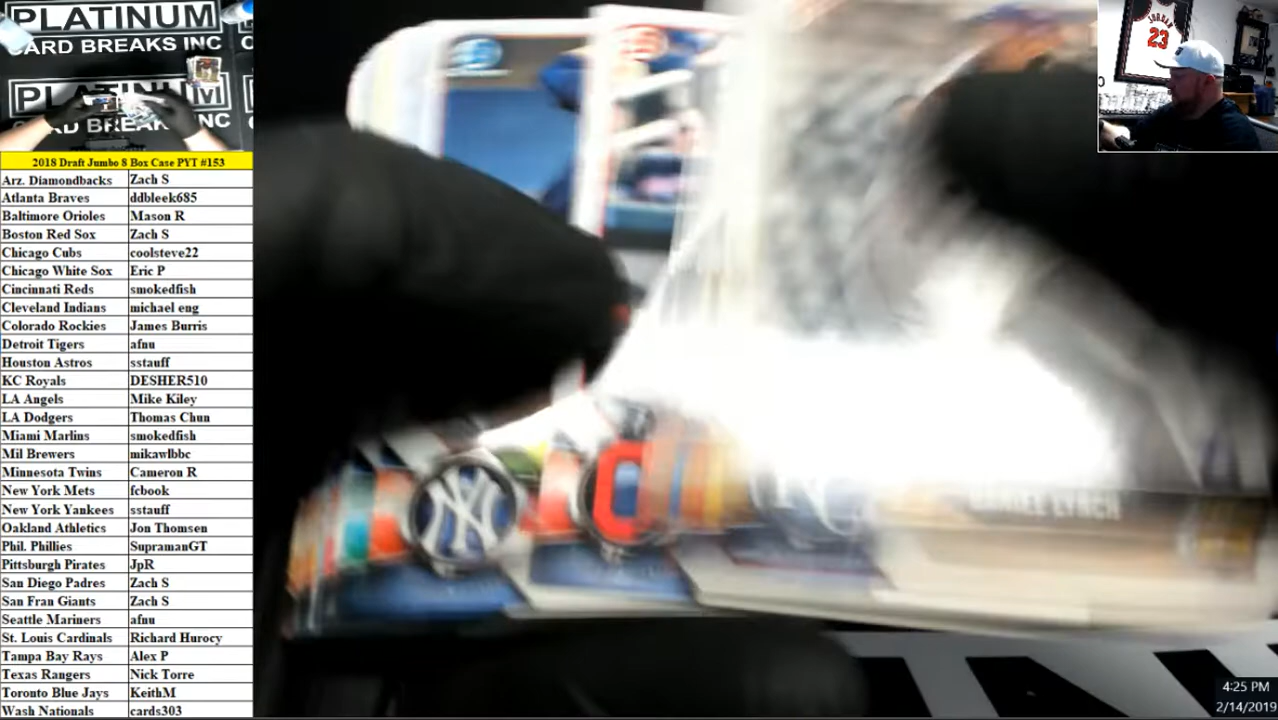 PLATINUM
CARD BREAKS INC
PLATINUM
CARD BREAK INC
JORDAN
23
2018 Draft Jumbo 8 Box Case PYT #153
Arz. Diamondbacks Zach S
Atlanta Braves ddbleek685
Baltimore Orioles Mason R
Boston Red Sox Zach S
Chicago Cubs coolsteve22
Chicago White Sox Eric P
Cincinnati Reds smokedfish
Cleveland Indians michael eng
Colorado Rockies James Burris
Detroit Tigers afnu
Houston Astros sstauff
KC Royals DESHER510
LA Angels Mike Kiley
LA Dodgers Thomas Chun
Miami Marlins smokedfish
Mil Brewers mikawlbbc
Minnesota Twins Cameron R
New York Mets fcbook
New York Yankees sstauff
Oakland Athletics Jon Thomsen
Phil. Phillies SupramanGT
Pittsburgh Pirates JpR
San Diego Padres Zach S
San Fran Giants Zach S
Seattle Mariners afnu
St. Louis Cardinals Richard Hurocy
Tampa Bay Rays Alex P
Texas Rangers Nick Torre
Toronto Blue Jays KeithM
Wash Nationals cards303
NY
C
DANIEL LYNCH
4:25 PM
2/14/2019